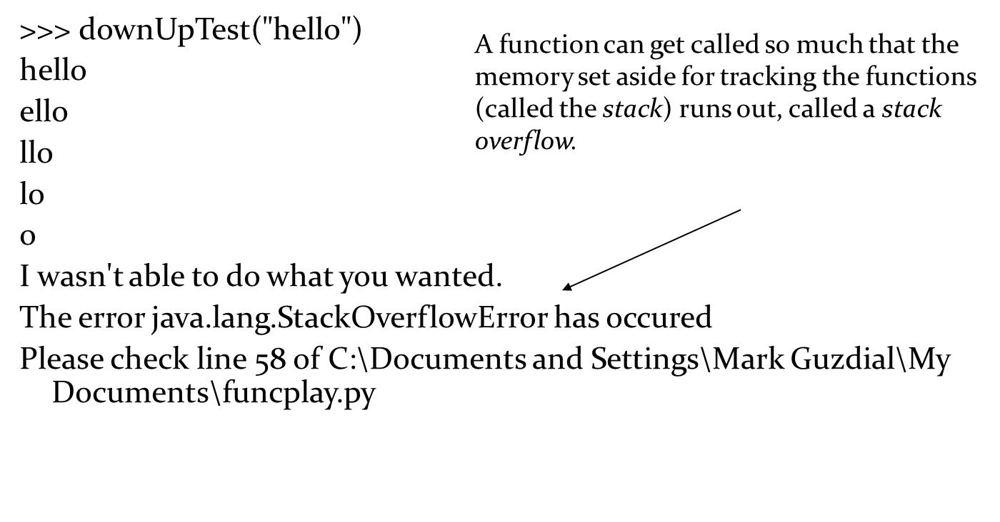 >>> downUpTest("hello")
hello
ello
llo
lo
o
I wasn't able to do what you wanted.
The error java.lang.StackOverflowError has occured
Please check line 58 of C:\Documents and Settings\Mark Guzdial\My
Documents\funcplay.py
A function can get called so much that the
memory set aside for tracking the functions
(called the stack) runs out, called a stack
overflow.